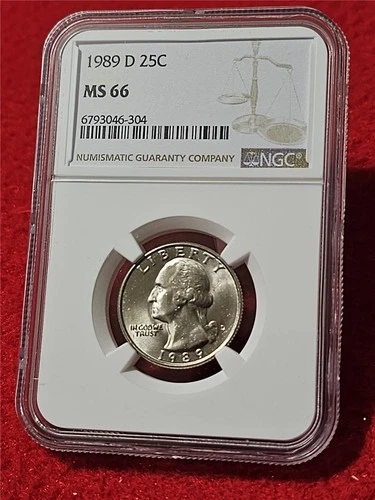 1989 D 25C
MS 66
6793046-304
NUMISMATIC GUARANTY COMPANY NGC®
LIBERTY
IN GOD WE
TRUST
D
1989